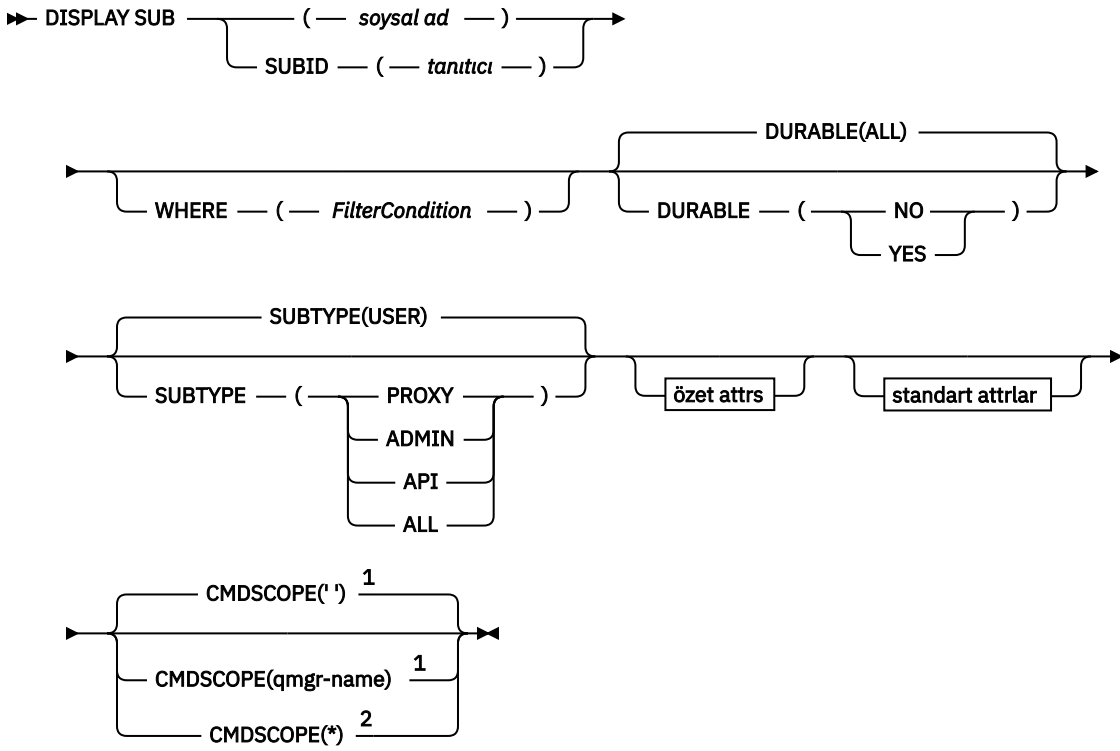 DISPLAY SUB ( soysal ad )
SUBID ( tanıtıcı )
DURABLE(ALL)
WHERE ( FilterCondition ) DURABLE ( NO )
YES
SUBTYPE(USER)
SUBTYPE ( PROXY ) özet attrs standart attrlar
ADMIN
API
ALL
CMDSCOPE(' ') 1
CMDSCOPE(qmgr-name) 1
CMDSCOPE(*) 2